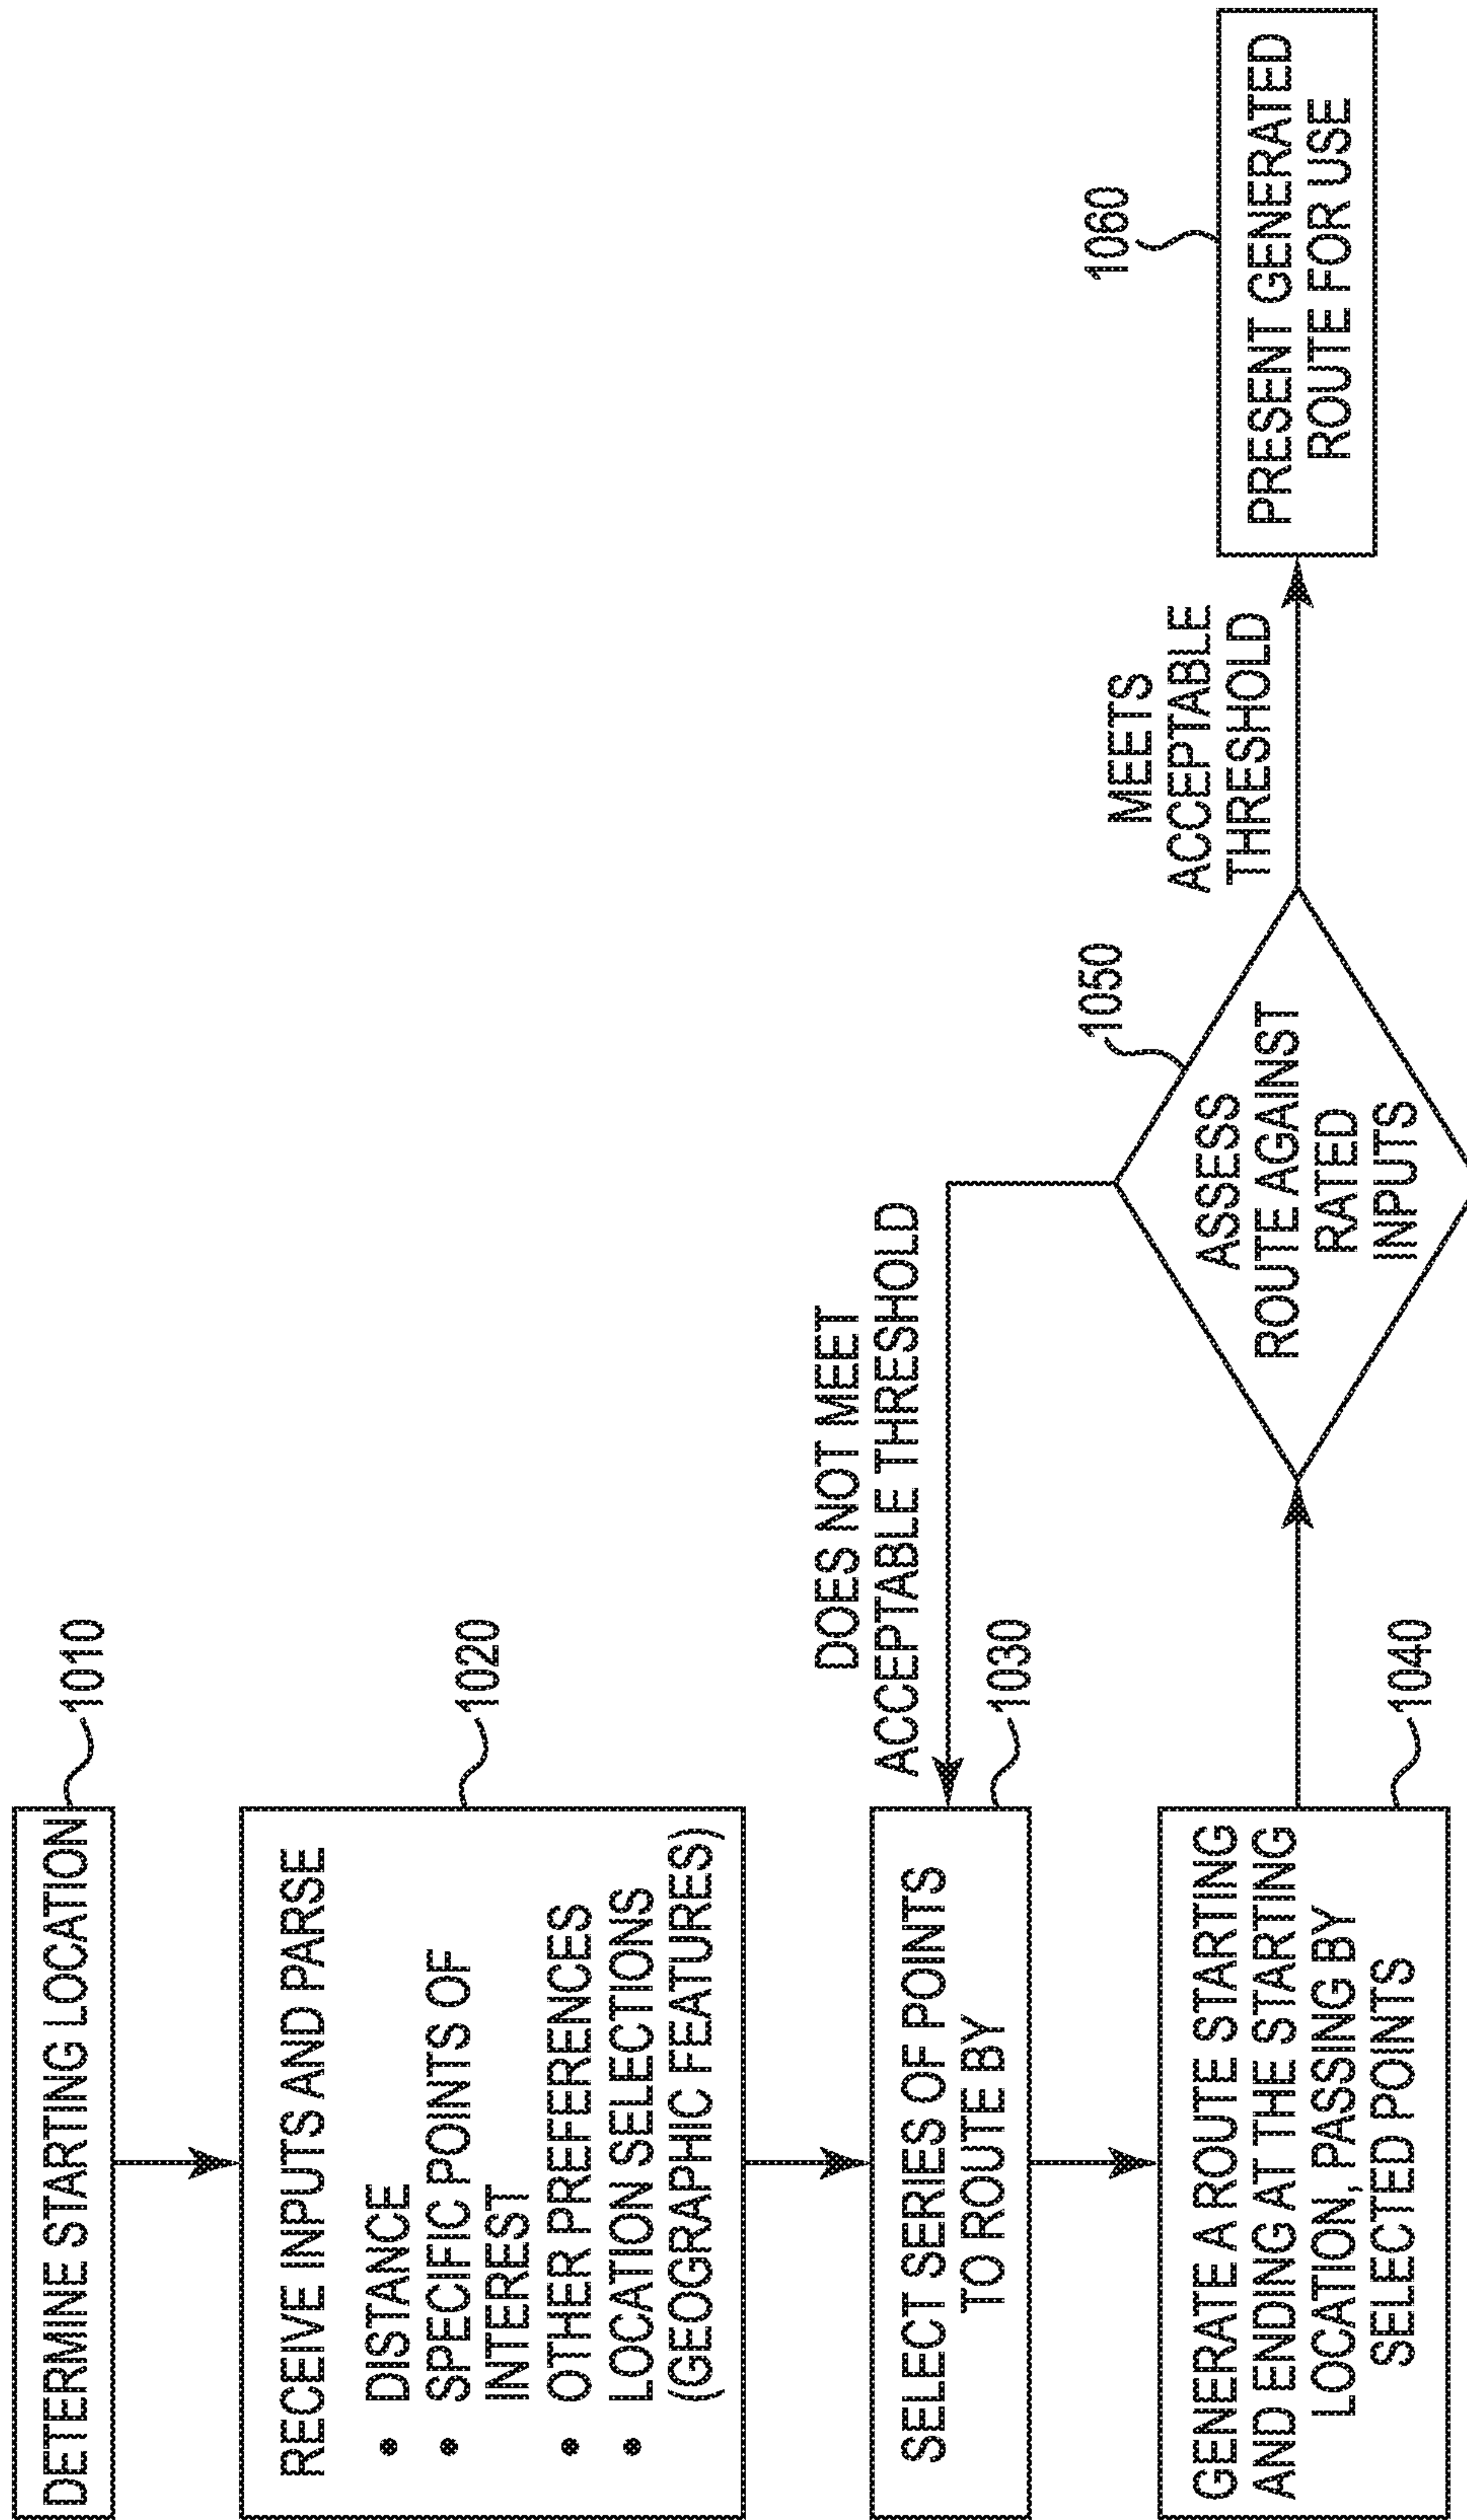 DETERMINE STARTING LOCATION
1010
RECEIVE INPUTS AND PARSE
• DISTANCE
• SPECIFIC POINTS OF
INTEREST
• OTHER PREFERENCES
• LOCATION SELECTIONS
(GEOGRAPHIC FEATURES)
1020
SELECT SERIES OF POINTS
TO ROUTE BY
1030
GENERATE A ROUTE STARTING
AND ENDING AT THE STARTING
LOCATION, PASSING BY
SELECTED POINTS
1040
DOES NOT MEET
ACCEPTABLE THRESHOLD
ASSESS
ROUTE AGAINST
RATED
INPUTS
1050
MEETS
ACCEPTABLE
THRESHOLD
PRESENT GENERATED
ROUTE FOR USE
1060